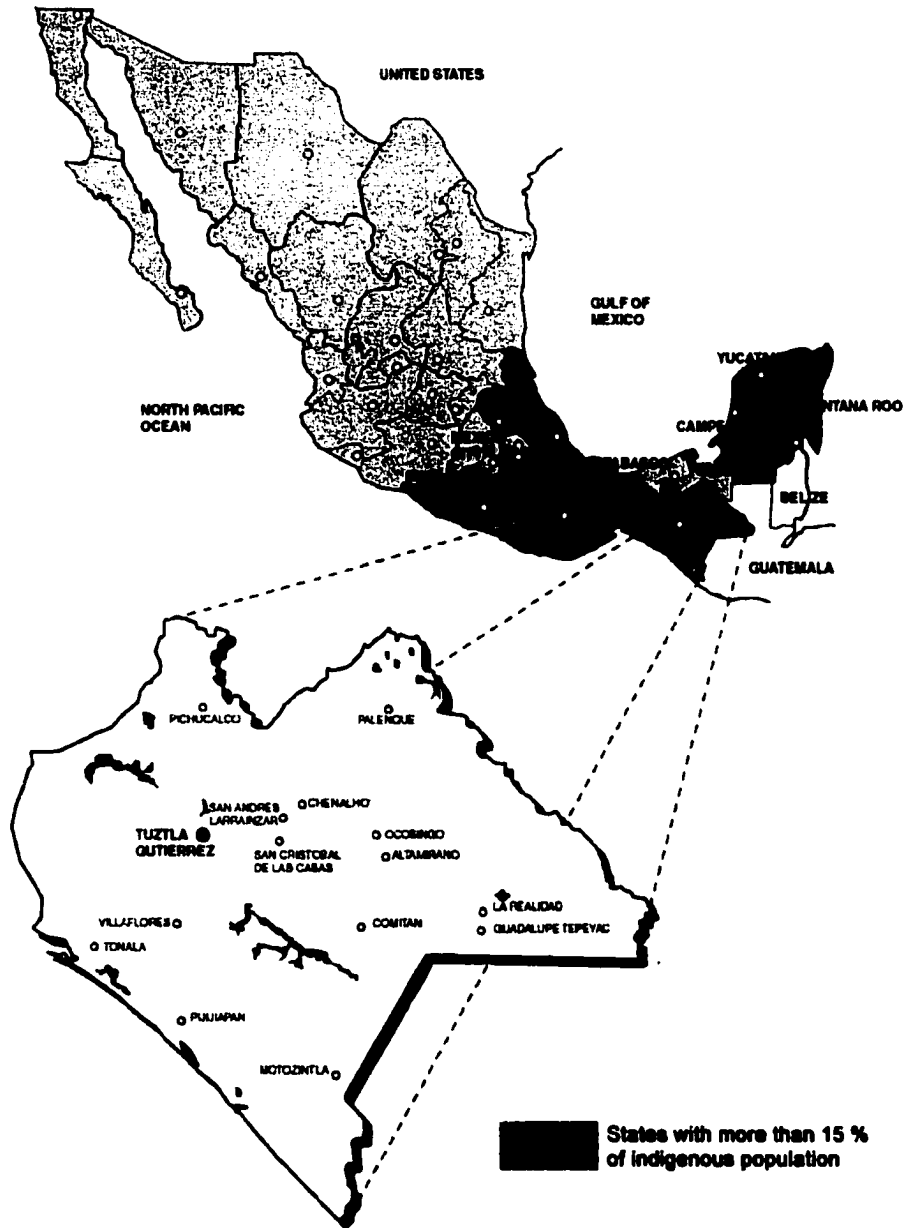 UNITED STATES
GULF OF
MEXICO
NORTH PACIFIC
OCEAN
BELIZE
GUATEMALA
PICHUCALCO
PALENQUE
SAN ANDRES
LARRAINZAR
CHENALHO'
TUZTLA
GUTIERREZ
SAN CRISTOBAL
DE LAS CASAS
OCOSINGO
ALTAMIRANO
VILLAFLORES
TONALA
COMITAN
LA REALIDAD
GUADALUPE TEPEYAC
PIJIJIAPAN
MOTOZINTLA
States with more than 15 %
of indigenous population